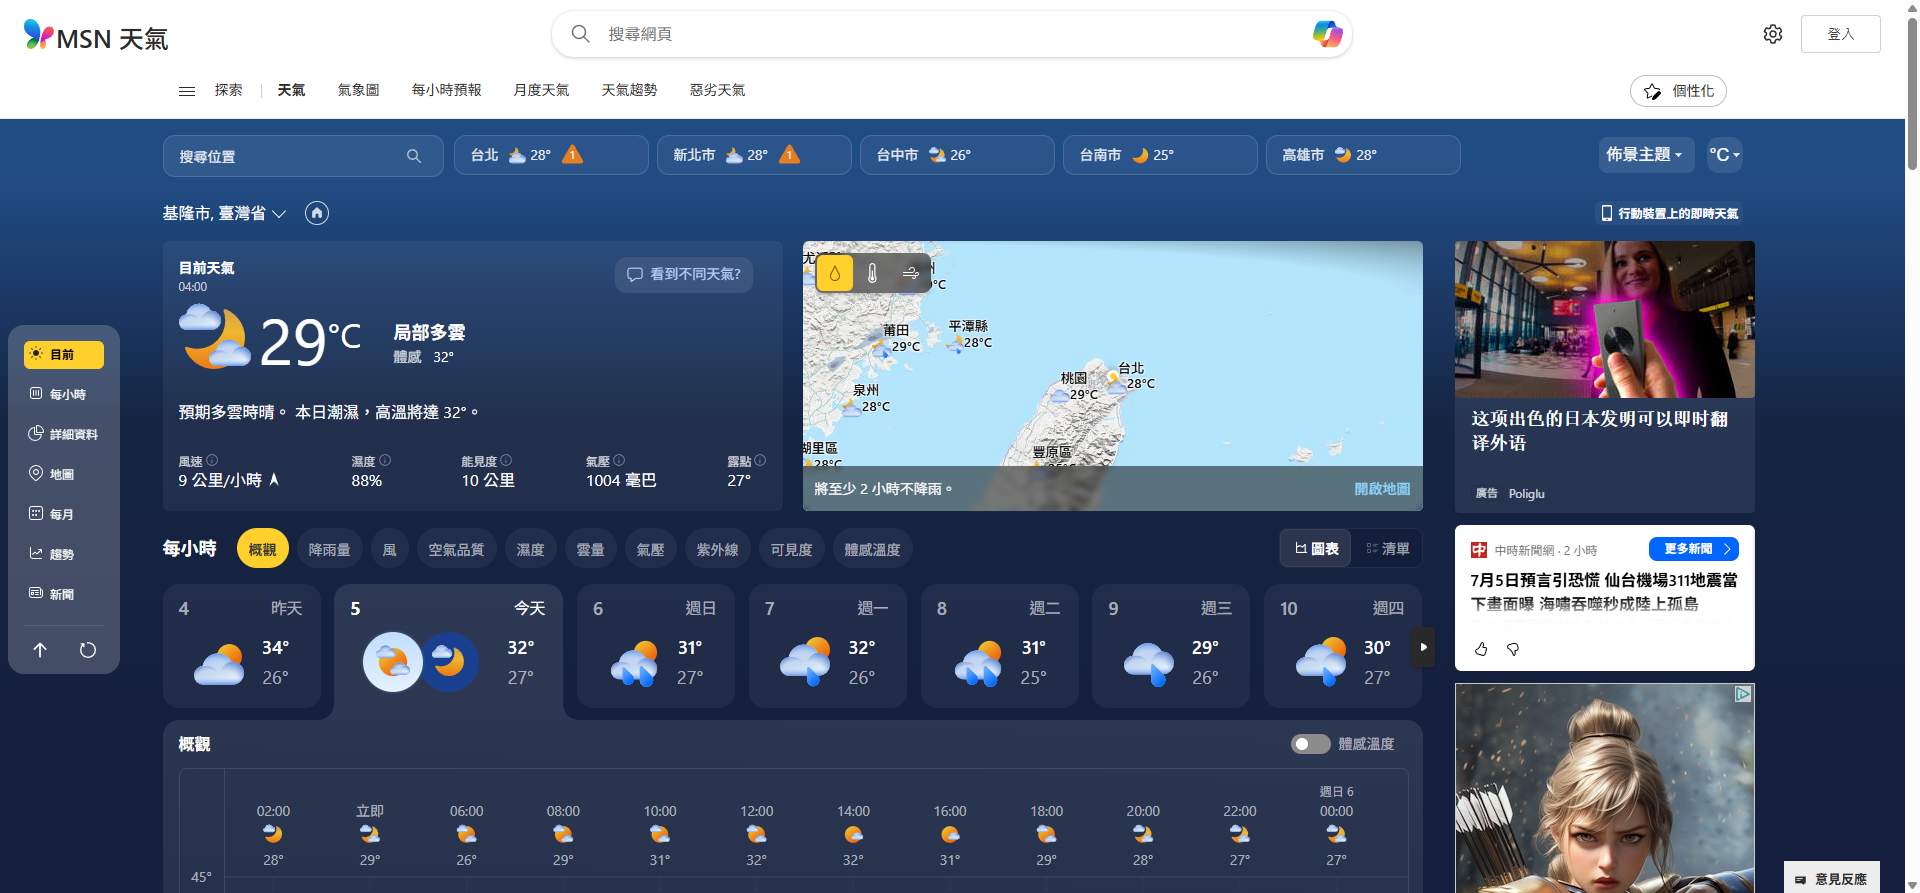 MSN 天氣
搜尋網頁
登入
探索
天氣
氣象圖
每小時預報
月度天氣
天氣趨勢
惡劣天氣
個性化
搜尋位置
台北 28° 1
新北市 28° 1
台中市 26°
台南市 25°
高雄市 28°
佈景主題
°C
基隆市, 臺灣省
行動裝置上的即時天氣
目前
每小時
詳細資料
地圖
每月
趨勢
新聞
目前天氣
04:00
看到不同天氣?
29°C
局部多雲
體感 32°
預期多雲時晴。 本日潮濕，高溫將達 32°。
風速 濕度 能見度 氣壓 露點
9 公里/小時 88% 10 公里 1004 毫巴 27°
莆田
29°C
平潭縣
28°C
泉州
28°C
桃園
29°C
台北
28°C
豐原區
湖里區
28°C
將至少 2 小時不降雨。
開啟地圖
这项出色的日本发明可以即时翻
译外语
廣告 Poliglu
每小時
概觀
降雨量
風
空氣品質
濕度
雲量
氣壓
紫外線
可見度
體感溫度
圖表
清單
4 昨天
34°
26°
5 今天
32°
27°
6 週日
31°
27°
7 週一
32°
26°
8 週二
31°
25°
9 週三
29°
26°
10 週四
30°
27°
中時新聞網 · 2 小時
更多新聞
7月5日預言引恐慌 仙台機場311地震當
下畫面曝 海嘯吞噬秒成陸上孤島
概觀
體感溫度
週日 6
02:00 立即 06:00 08:00 10:00 12:00 14:00 16:00 18:00 20:00 22:00 00:00
28° 29° 26° 29° 31° 32° 32° 31° 29° 28° 27° 27°
45°
意見反應